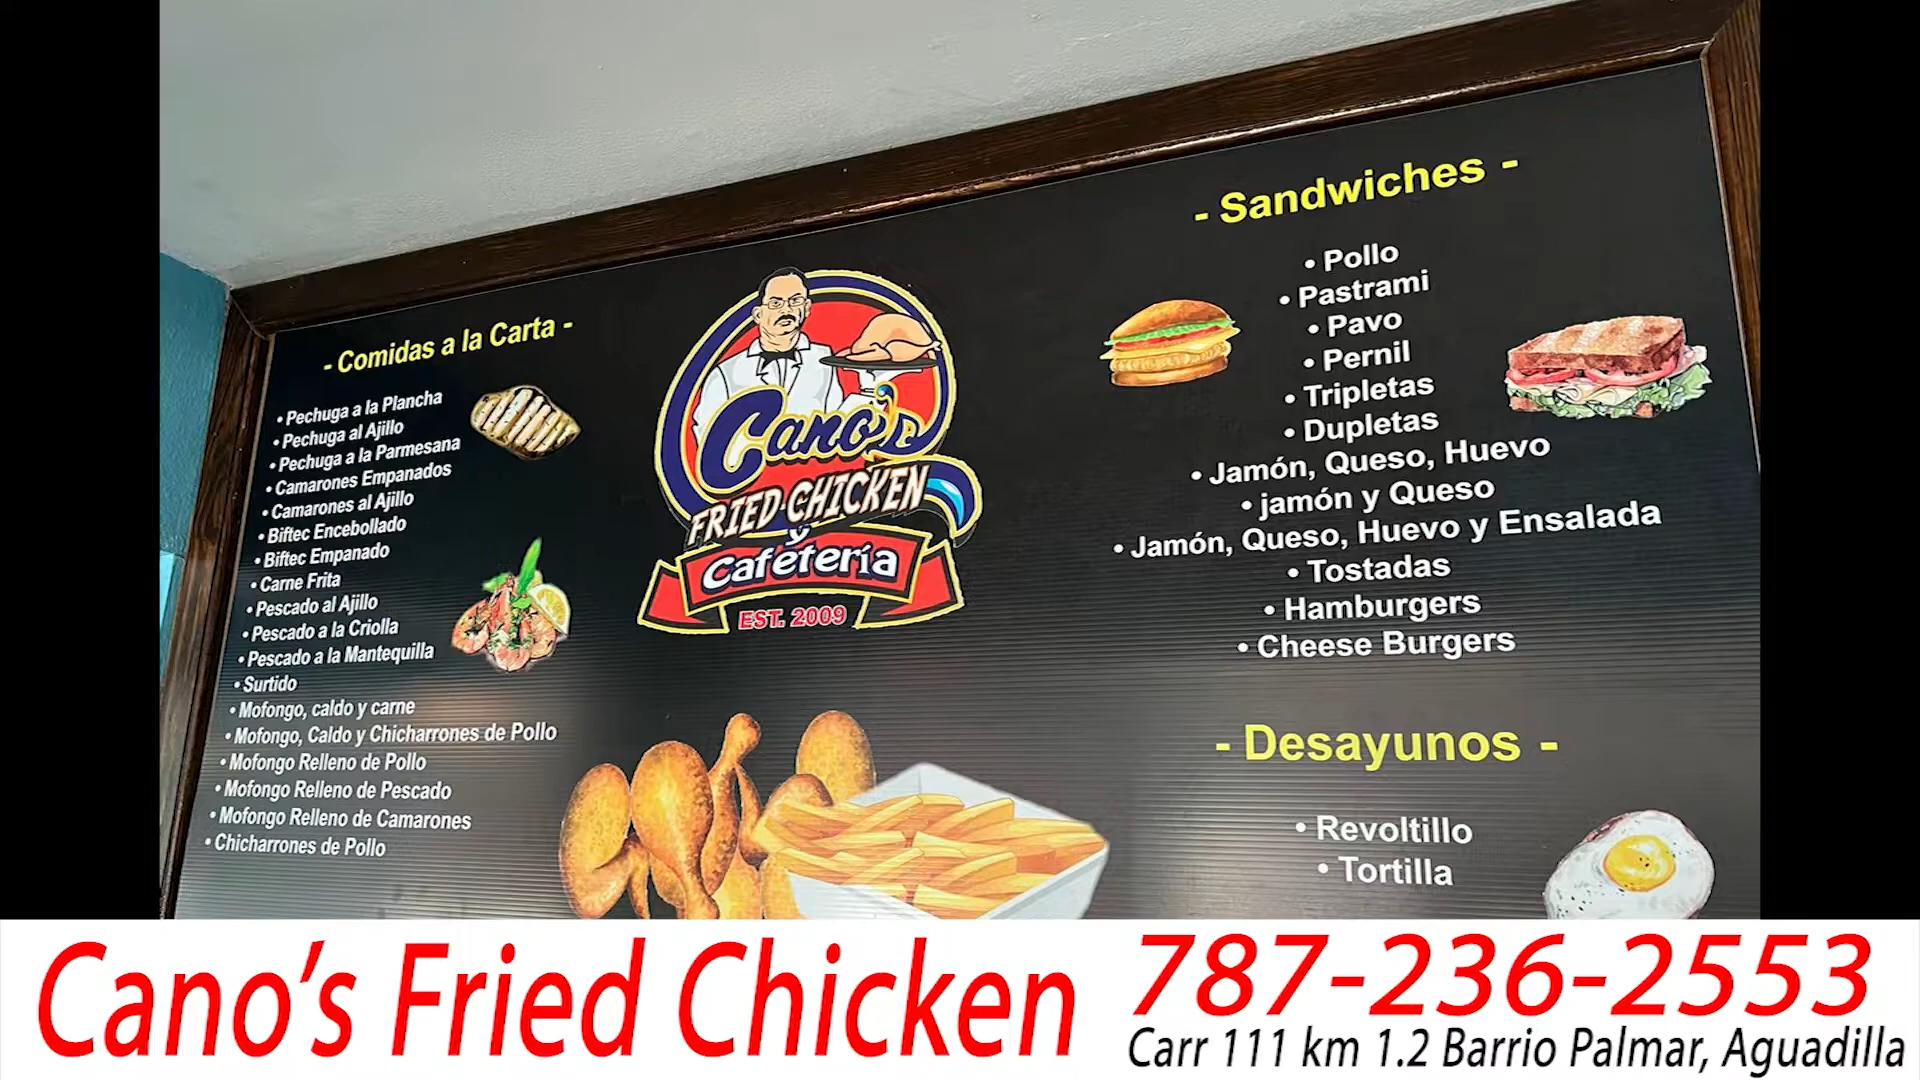 - Comidas a la Carta -
• Pechuga a la Plancha
• Pechuga al Ajillo
• Pechuga a la Parmesana
• Camarones Empanados
• Camarones al Ajillo
• Biftec Encebollado
• Biftec Empanado
• Carne Frita
• Pescado al Ajillo
• Pescado a la Criolla
• Pescado a la Mantequilla
• Surtido
• Mofongo, caldo y carne
• Mofongo, Caldo y Chicharrones de Pollo
• Mofongo Relleno de Pollo
• Mofongo Relleno de Pescado
• Mofongo Relleno de Camarones
• Chicharrones de Pollo
Cano's
FRIED CHICKEN
y
Cafetería
EST. 2009
- Sandwiches -
• Pollo
• Pastrami
• Pavo
• Pernil
• Tripletas
• Dupletas
• Jamón, Queso, Huevo
• jamón y Queso
• Jamón, Queso, Huevo y Ensalada
• Tostadas
• Hamburgers
• Cheese Burgers
- Desayunos -
• Revoltillo
• Tortilla
Cano's Fried Chicken
787-236-2553
Carr 111 km 1.2 Barrio Palmar, Aguadilla